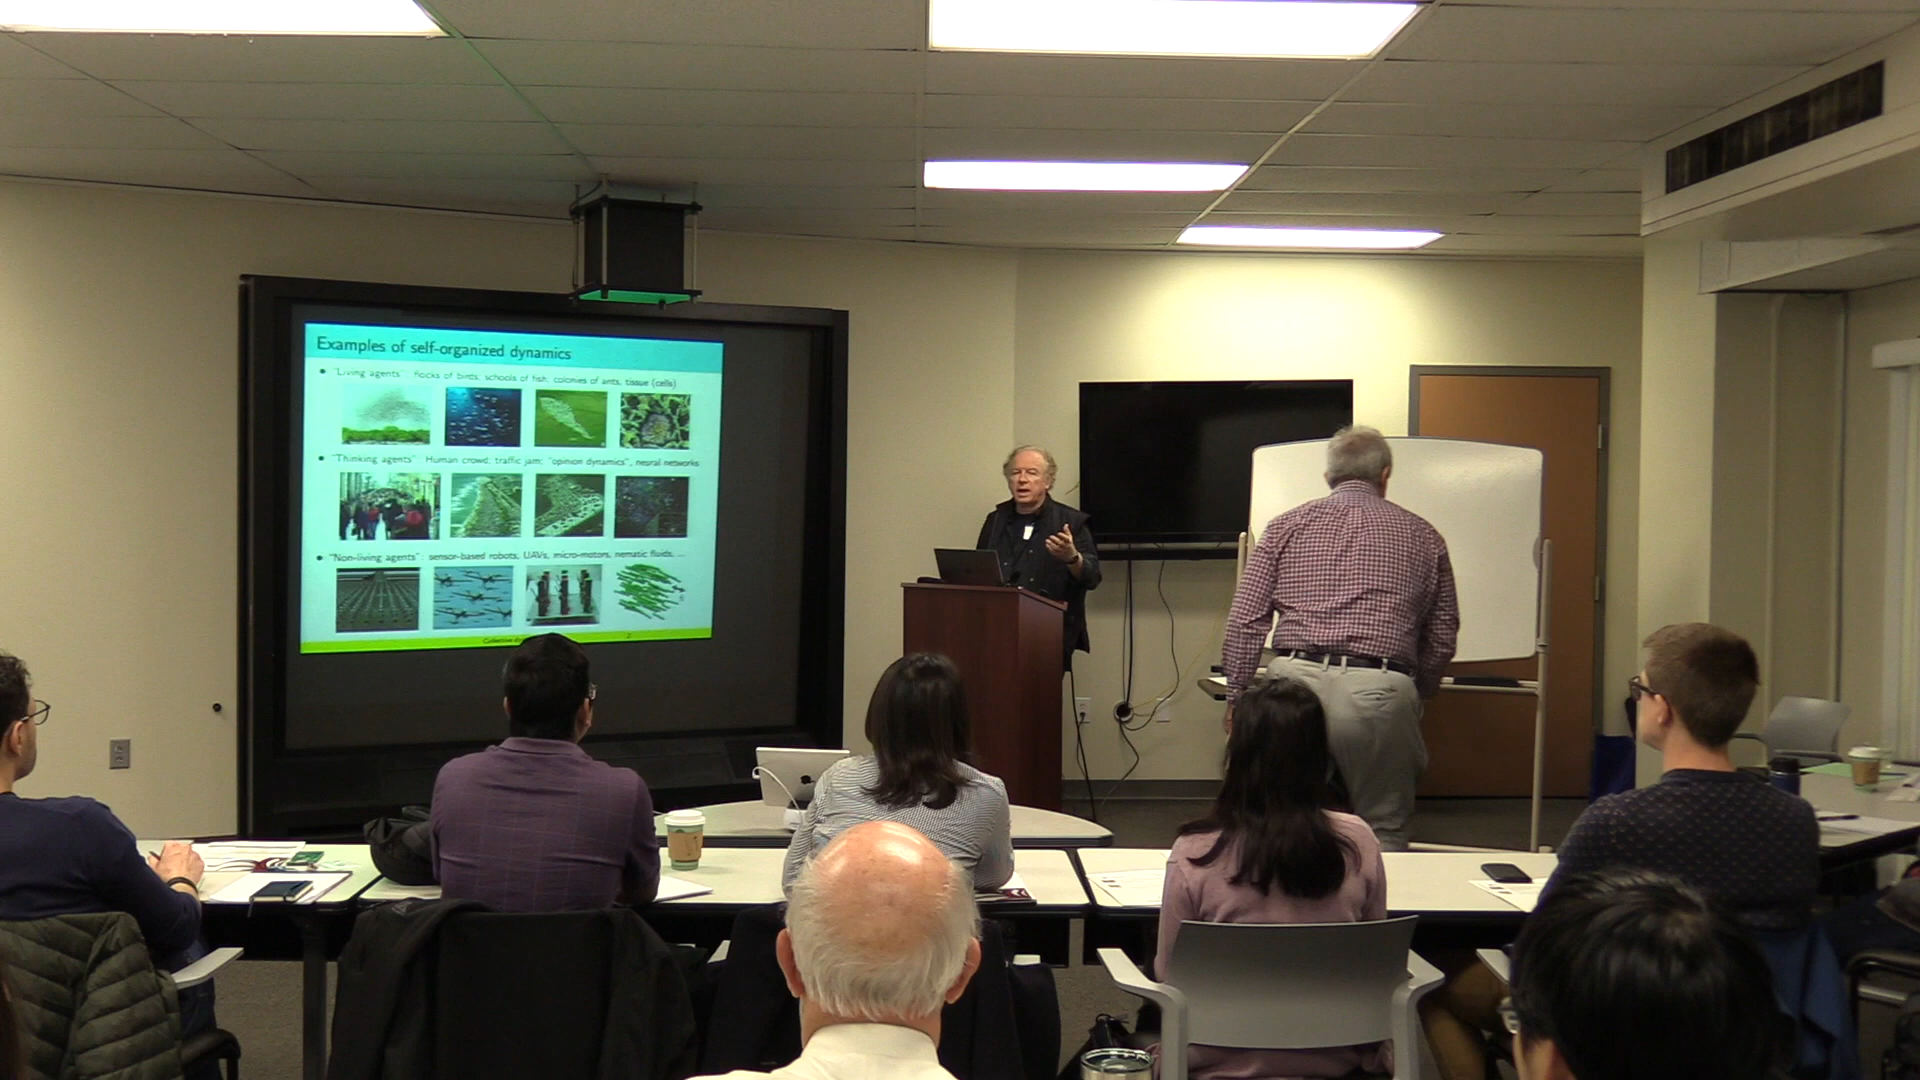 Examples of self-organized dynamics
• "Living agents": flocks of birds, schools of fish, colonies of ants, tissue (cells)
• "Thinking agents": Human crowd, traffic jam; "opinion dynamics", neural networks
• "Non-living agents": sensor-based robots, UAVs, micro-motors, nematic fluids, ...
Collective
2